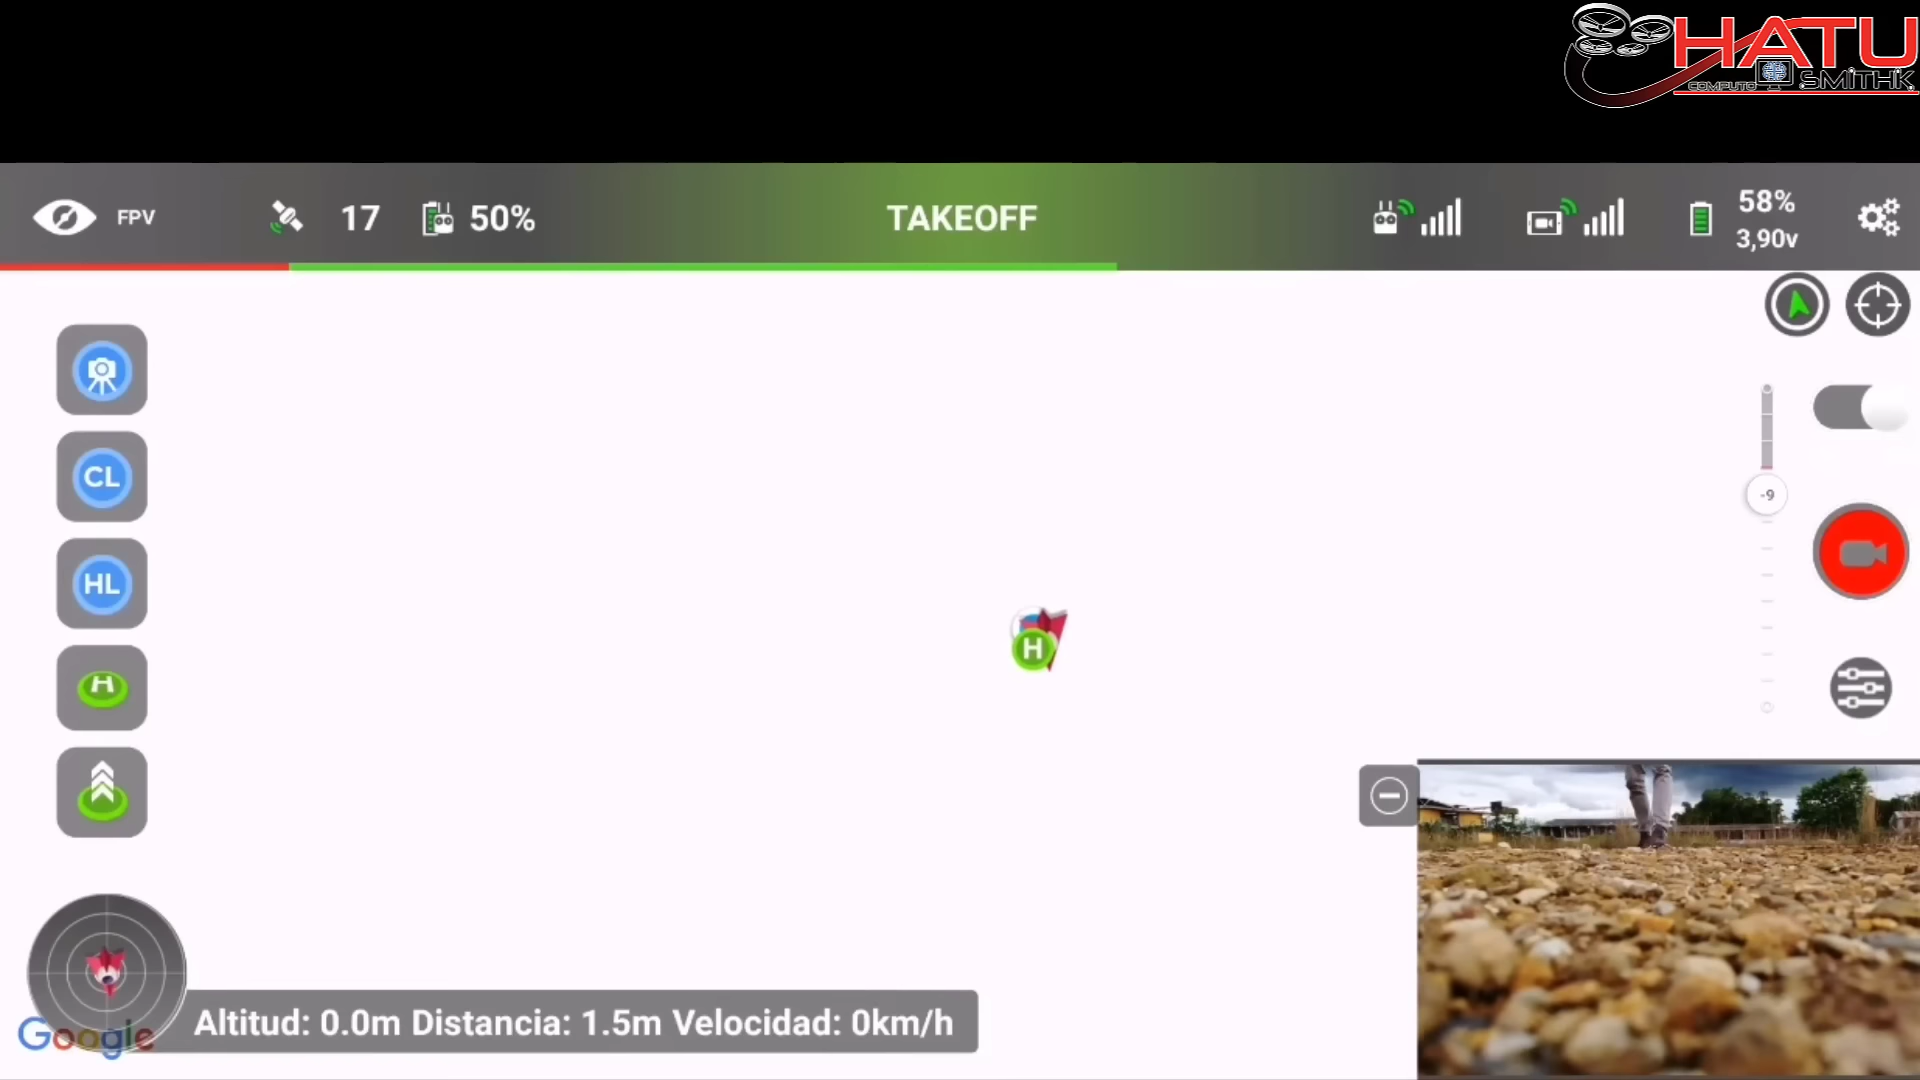 HATU
COMPUTO SMITHK
FPV
17
50%
TAKEOFF
58%
3,90v
CL
HL
H
H
-9
Google
Altitud: 0.0m Distancia: 1.5m Velocidad: 0km/h